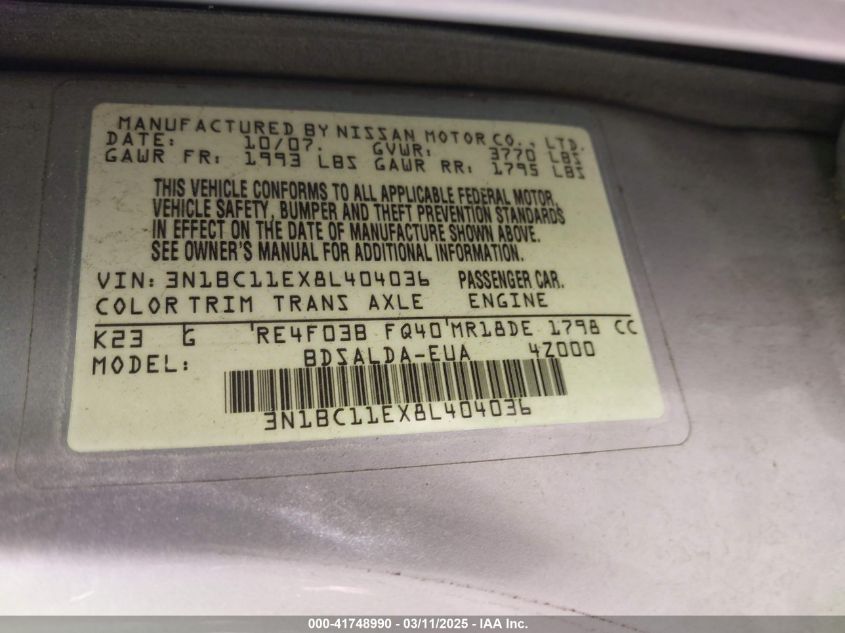 MANUFACTURED BY NISSAN MOTOR CO., LTD.
DATE: 10/07. GVWR: 3770 LBS
GAWR FR: 1993 LBS GAWR RR: 1795 LBS
THIS VEHICLE CONFORMS TO ALL APPLICABLE FEDERAL MOTOR
VEHICLE SAFETY, BUMPER AND THEFT PREVENTION STANDARDS
IN EFFECT ON THE DATE OF MANUFACTURE SHOWN ABOVE.
SEE OWNER'S MANUAL FOR ADDITIONAL INFORMATION.
VIN: 3N1BC11EX8L404036 PASSENGER CAR.
COLOR TRIM TRANS AXLE ENGINE
K23 G RE4F03B FQ40 MR18DE 1798 CC
MODEL: BDSALDA-EUA 4Z000
3N1BC11EX8L404036
000-41748990 - 03/11/2025 - IAA Inc.